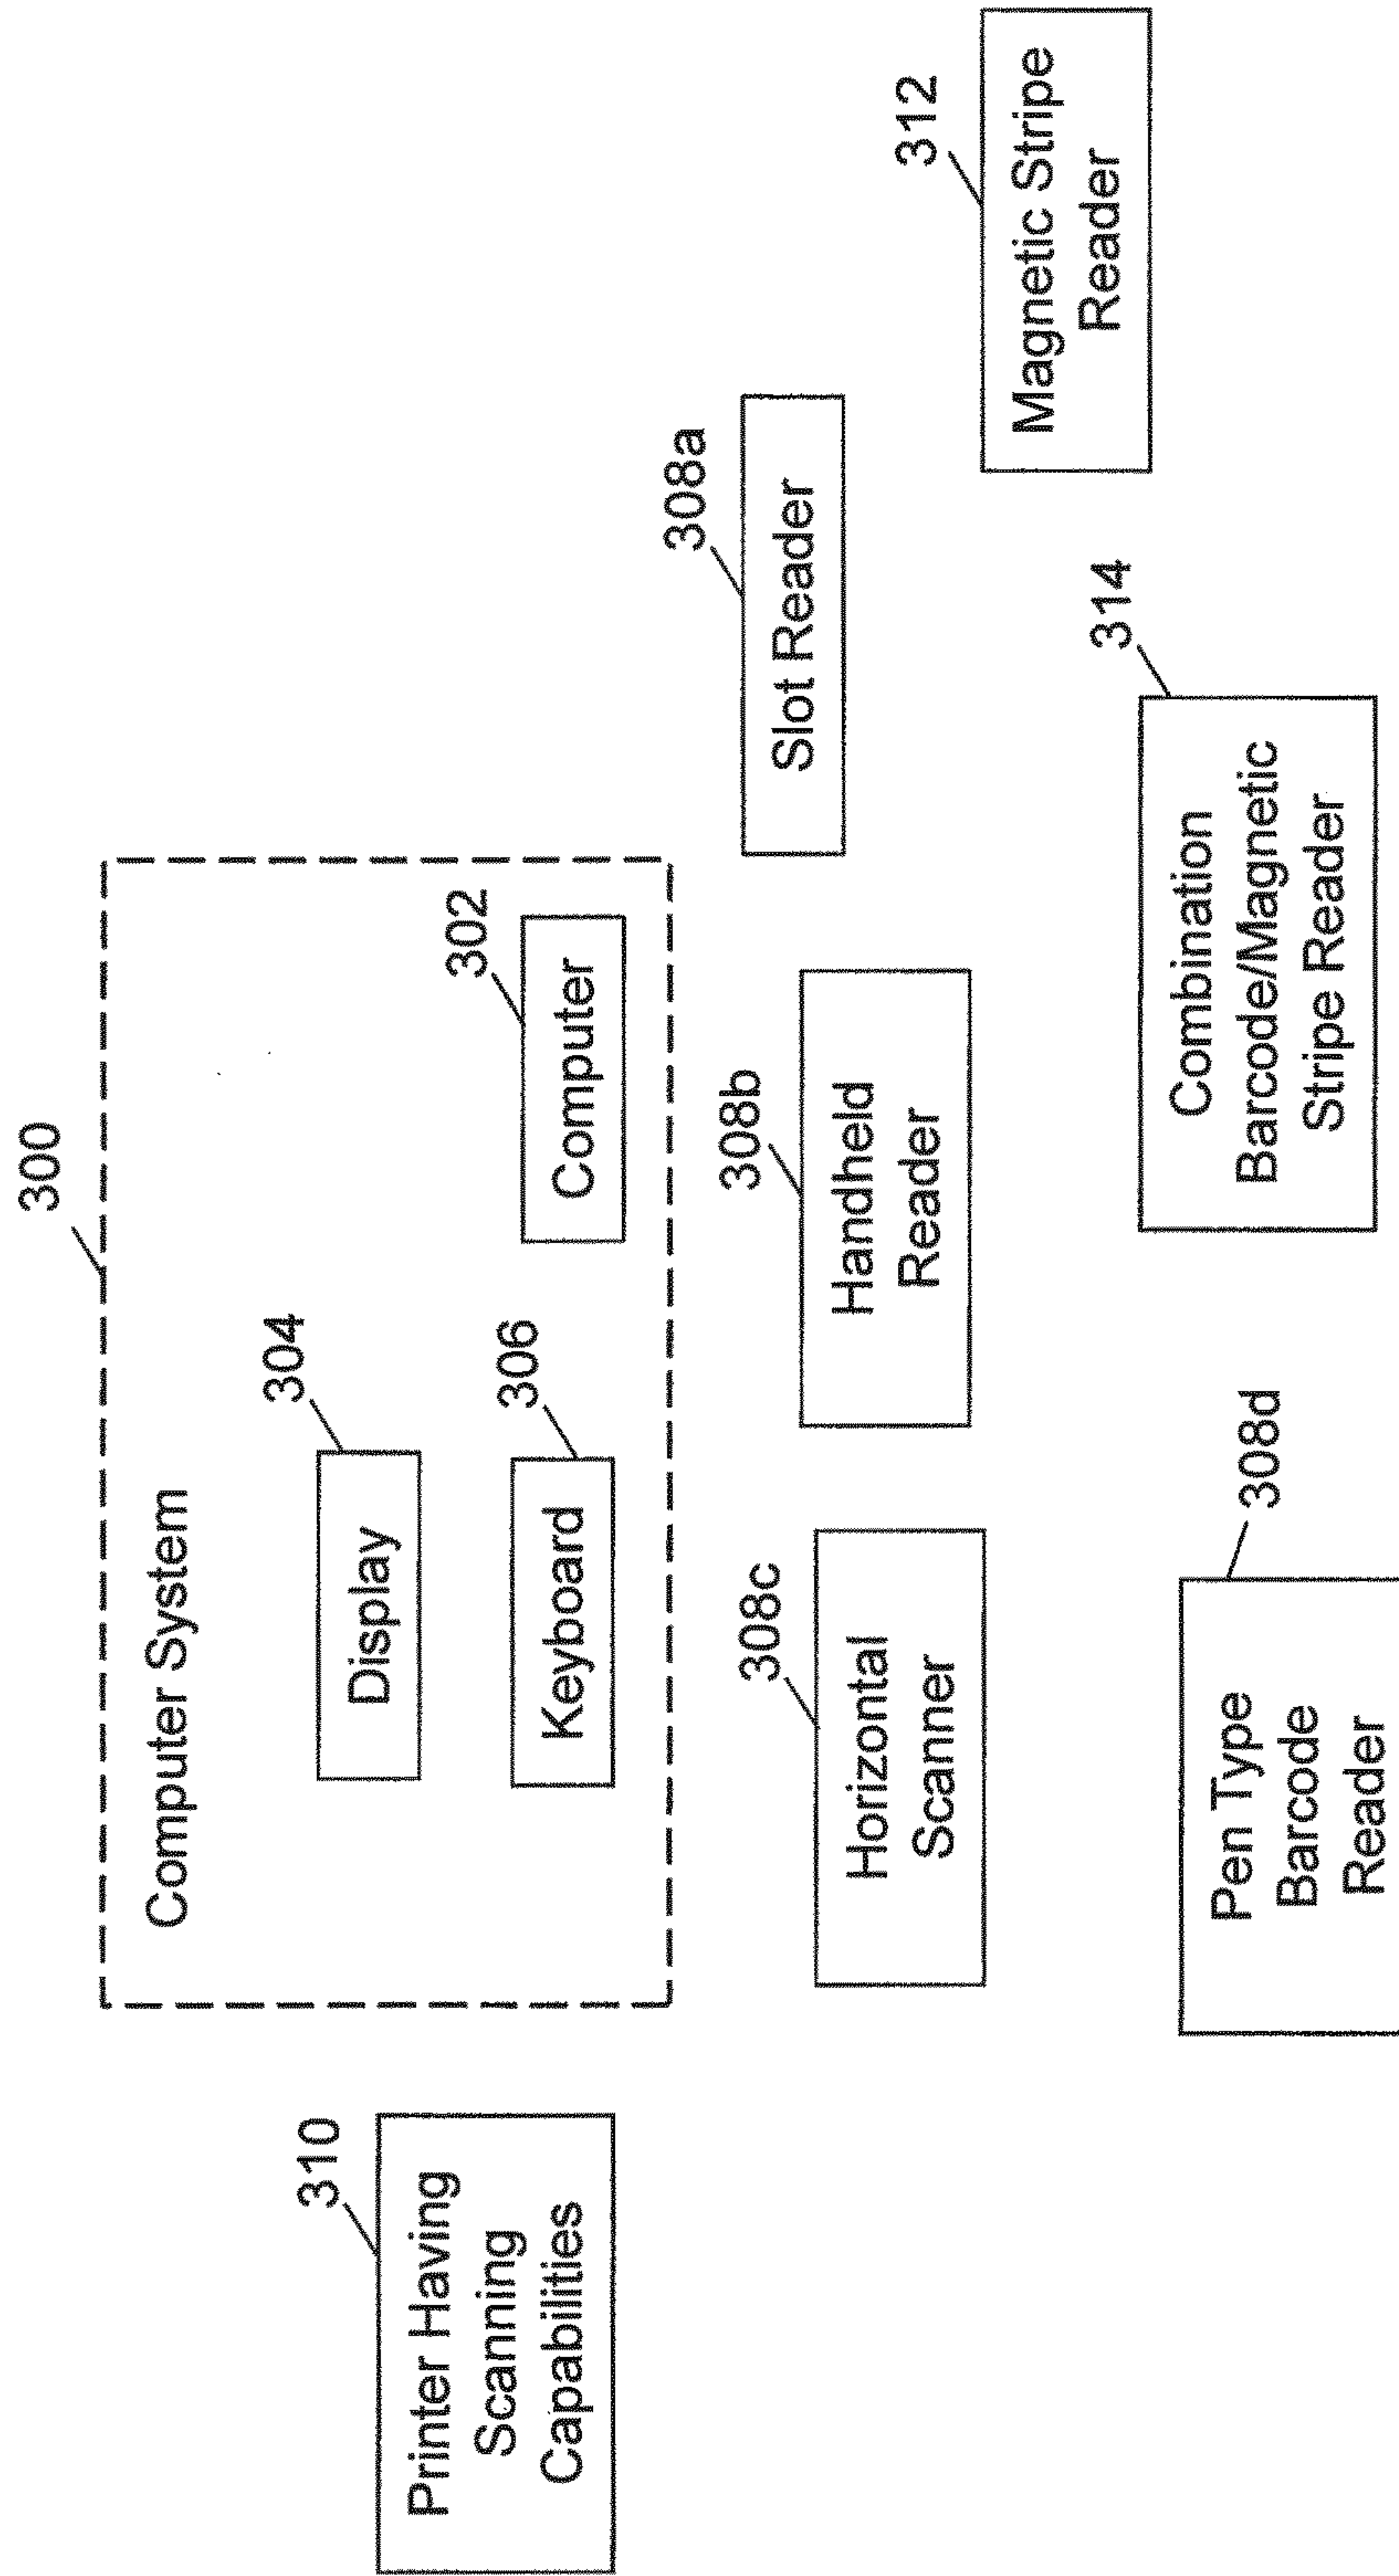 300
Computer System
304
Display
306
Keyboard
302
Computer
310
Printer Having
Scanning
Capabilities
308a
Slot Reader
308b
Handheld
Reader
308c
Horizontal
Scanner
312
Magnetic Stripe
Reader
314
Combination
Barcode/Magnetic
Stripe Reader
308d
Pen Type
Barcode
Reader